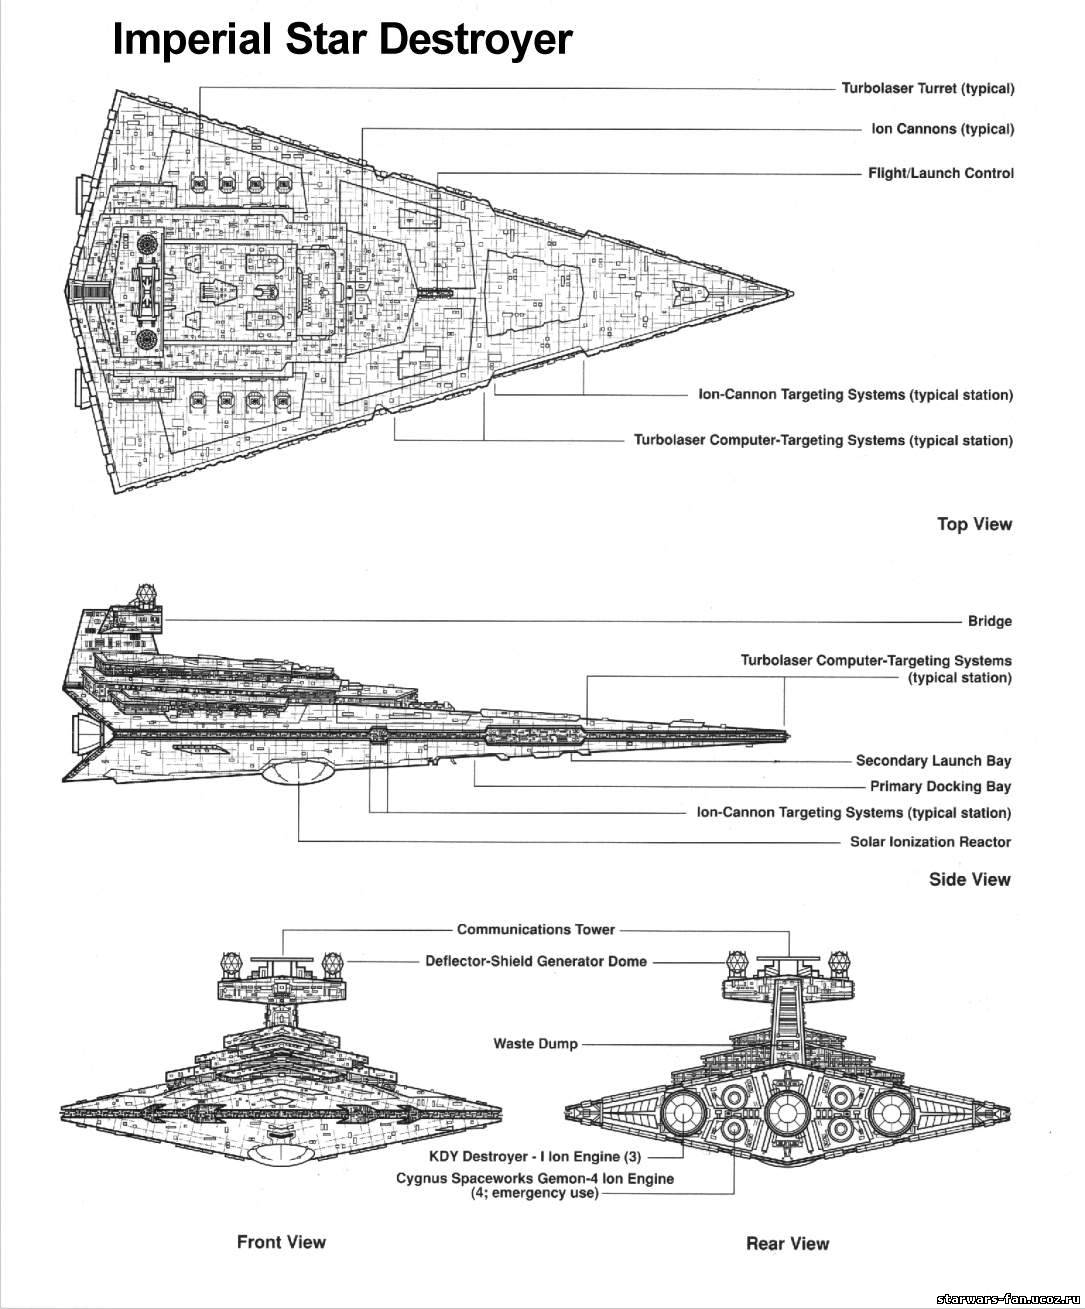 Imperial Star Destroyer
Turbolaser Turret (typical)
Ion Cannons (typical)
Flight/Launch Control
Ion-Cannon Targeting Systems (typical station)
Turbolaser Computer-Targeting Systems (typical station)
Top View
Bridge
Turbolaser Computer-Targeting Systems
(typical station)
Secondary Launch Bay
Primary Docking Bay
Ion-Cannon Targeting Systems (typical station)
Solar Ionization Reactor
Side View
Communications Tower
Deflector-Shield Generator Dome
Waste Dump
KDY Destroyer - I Ion Engine (3)
Cygnus Spaceworks Gemon-4 Ion Engine
(4; emergency use)
Front View
Rear View
starwars-fan.ucoz.ru